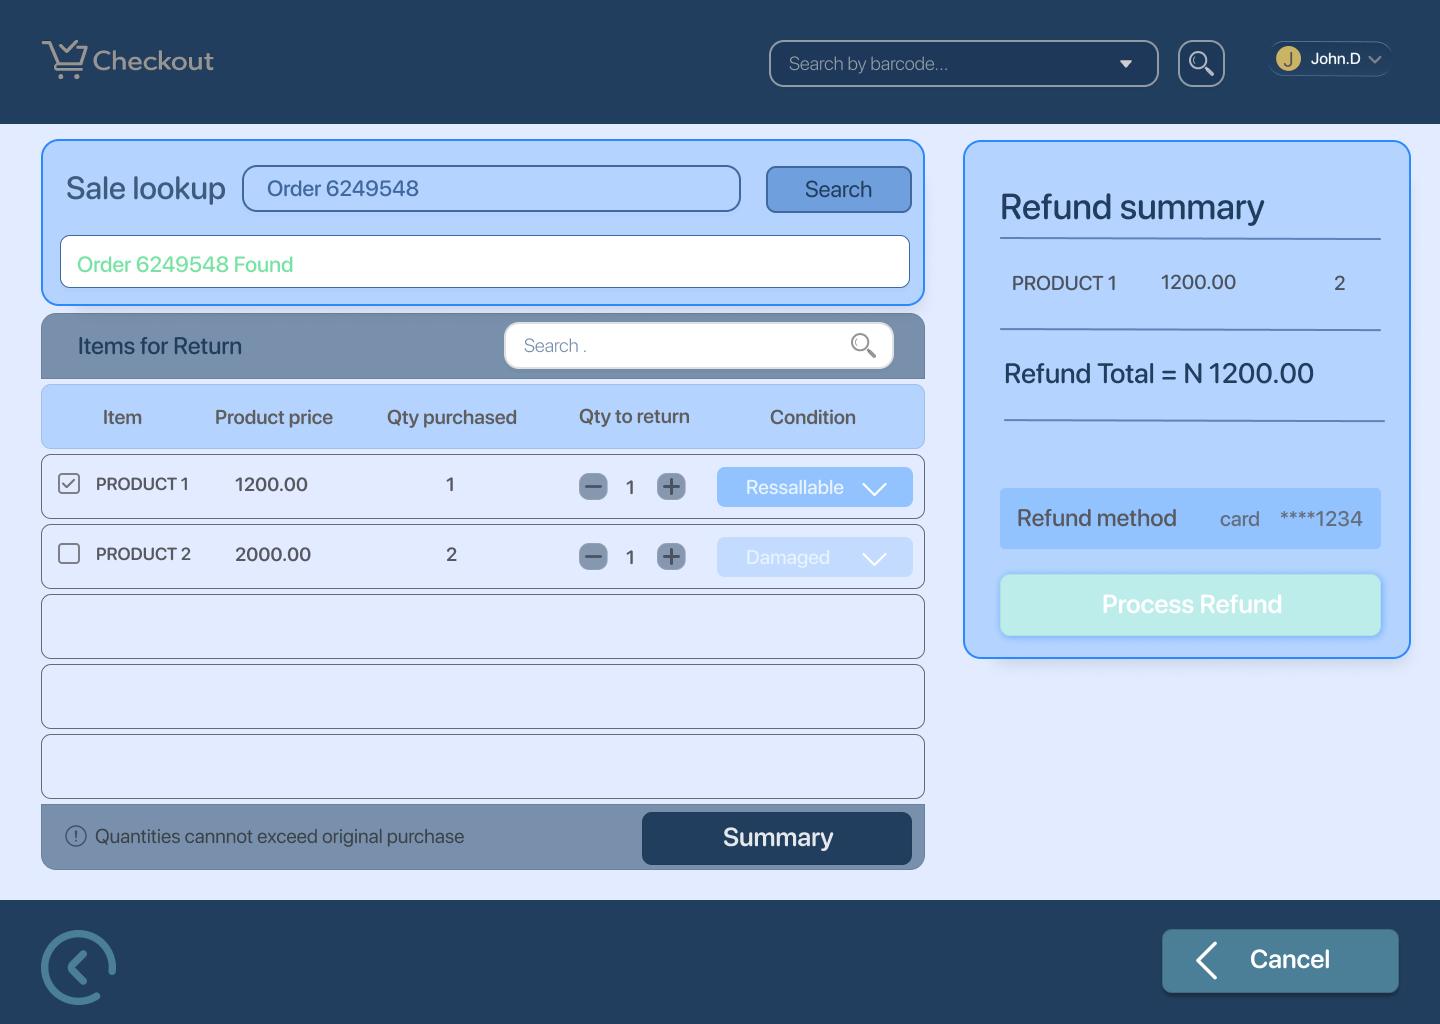 Checkout
Search by barcode...
J John.D
Sale lookup
Order 6249548
Search
Order 6249548 Found
Items for Return
Search .
Item Product price Qty purchased Qty to return Condition
PRODUCT 1 1200.00 1 1 Ressallable
PRODUCT 2 2000.00 2 1 Damaged
Quantities cannnot exceed original purchase
Summary
Refund summary
PRODUCT 1 1200.00 2
Refund Total = N 1200.00
Refund method card ****1234
Process Refund
Cancel